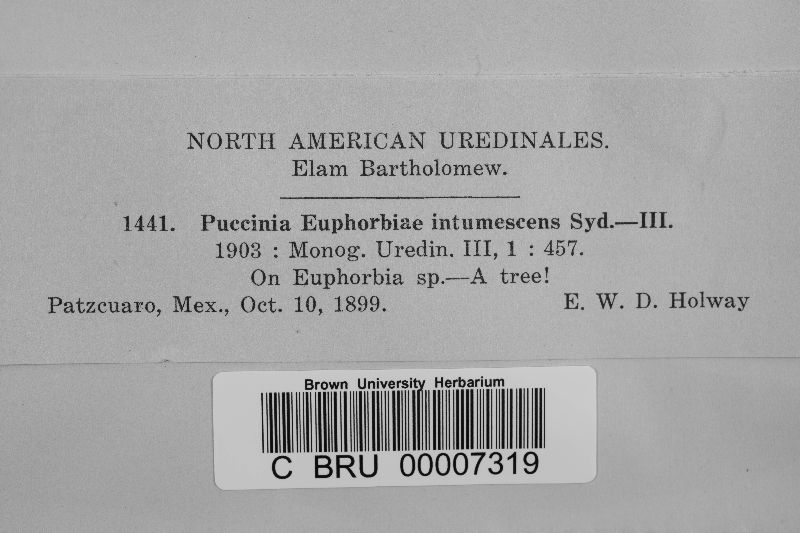 NORTH AMERICAN UREDINALES.
Elam Bartholomew.
1441. Puccinia Euphorbiae intumescens Syd.—III.
1903 : Monog. Uredin. III, 1 : 457.
On Euphorbia sp.—A tree!
Patzcuaro, Mex., Oct. 10, 1899. E. W. D. Holway
Brown University Herbarium
C BRU 00007319